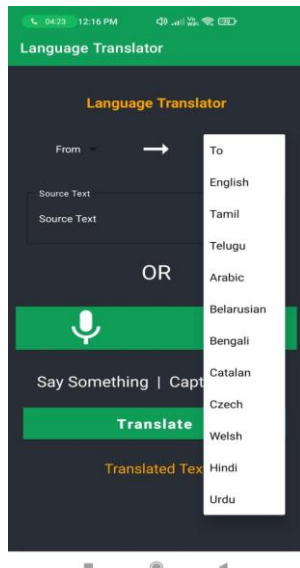 04:23 12:16 PM
Language Translator
Language Translator
From
To
English
Tamil
Telugu
Arabic
Belarusian
Bengali
Catalan
Czech
Welsh
Hindi
Urdu
Source Text
Source Text
OR
Say Something | Capt
Translate
Translated Tex